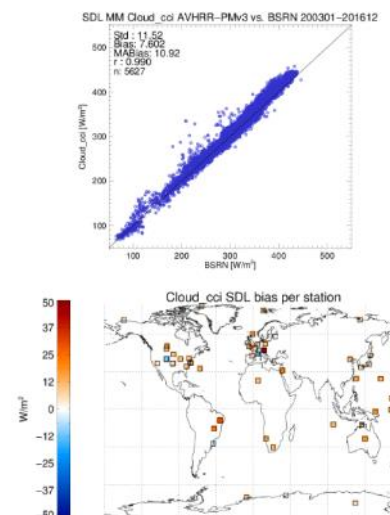 SDL MM Cloud_cci AVHRR-PMv3 vs. BSRN 200301-201612
Std : 11.52
Bias: 7.602
MABias: 10.92
r : 0.990
n: 5627
500
400
300
200
100
Cloud_cci [W/m²]
100 200 300 400 500
BSRN [W/m²]
Cloud_cci SDL bias per station
50
37
25
12
0
−12
−25
−37
−50
W/m²